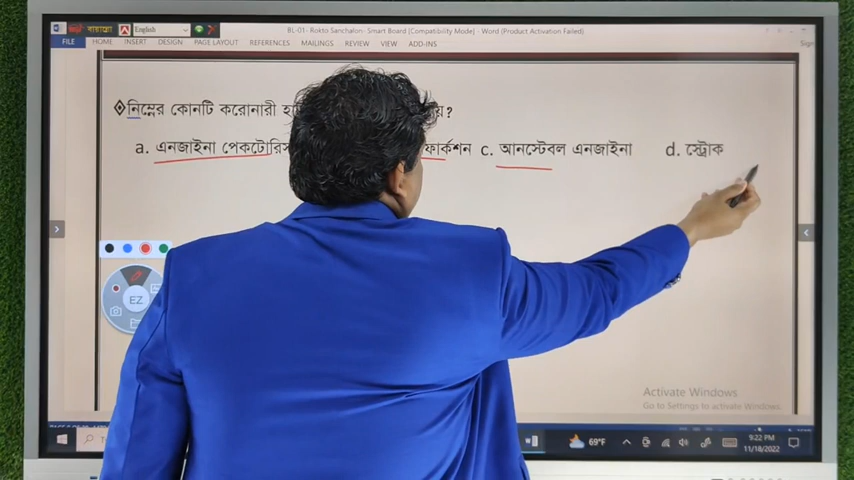 বায়ান্নো English BL-01- Rokto Sanchalon- Smart Board [Compatibility Mode] - Word (Product Activation Failed)
FILE HOME INSERT DESIGN PAGE LAYOUT REFERENCES MAILINGS REVIEW VIEW ADD-INS Sign
নিম্নের কোনটি করোনারী
a. এনজাইনা পেকটোরিস ফার্কশন c. আনস্টেবল এনজাইনা d. স্ট্রোক
EZ
Activate Windows
Go to Settings to activate Windows.
69°F 9:22 PM
11/18/2022